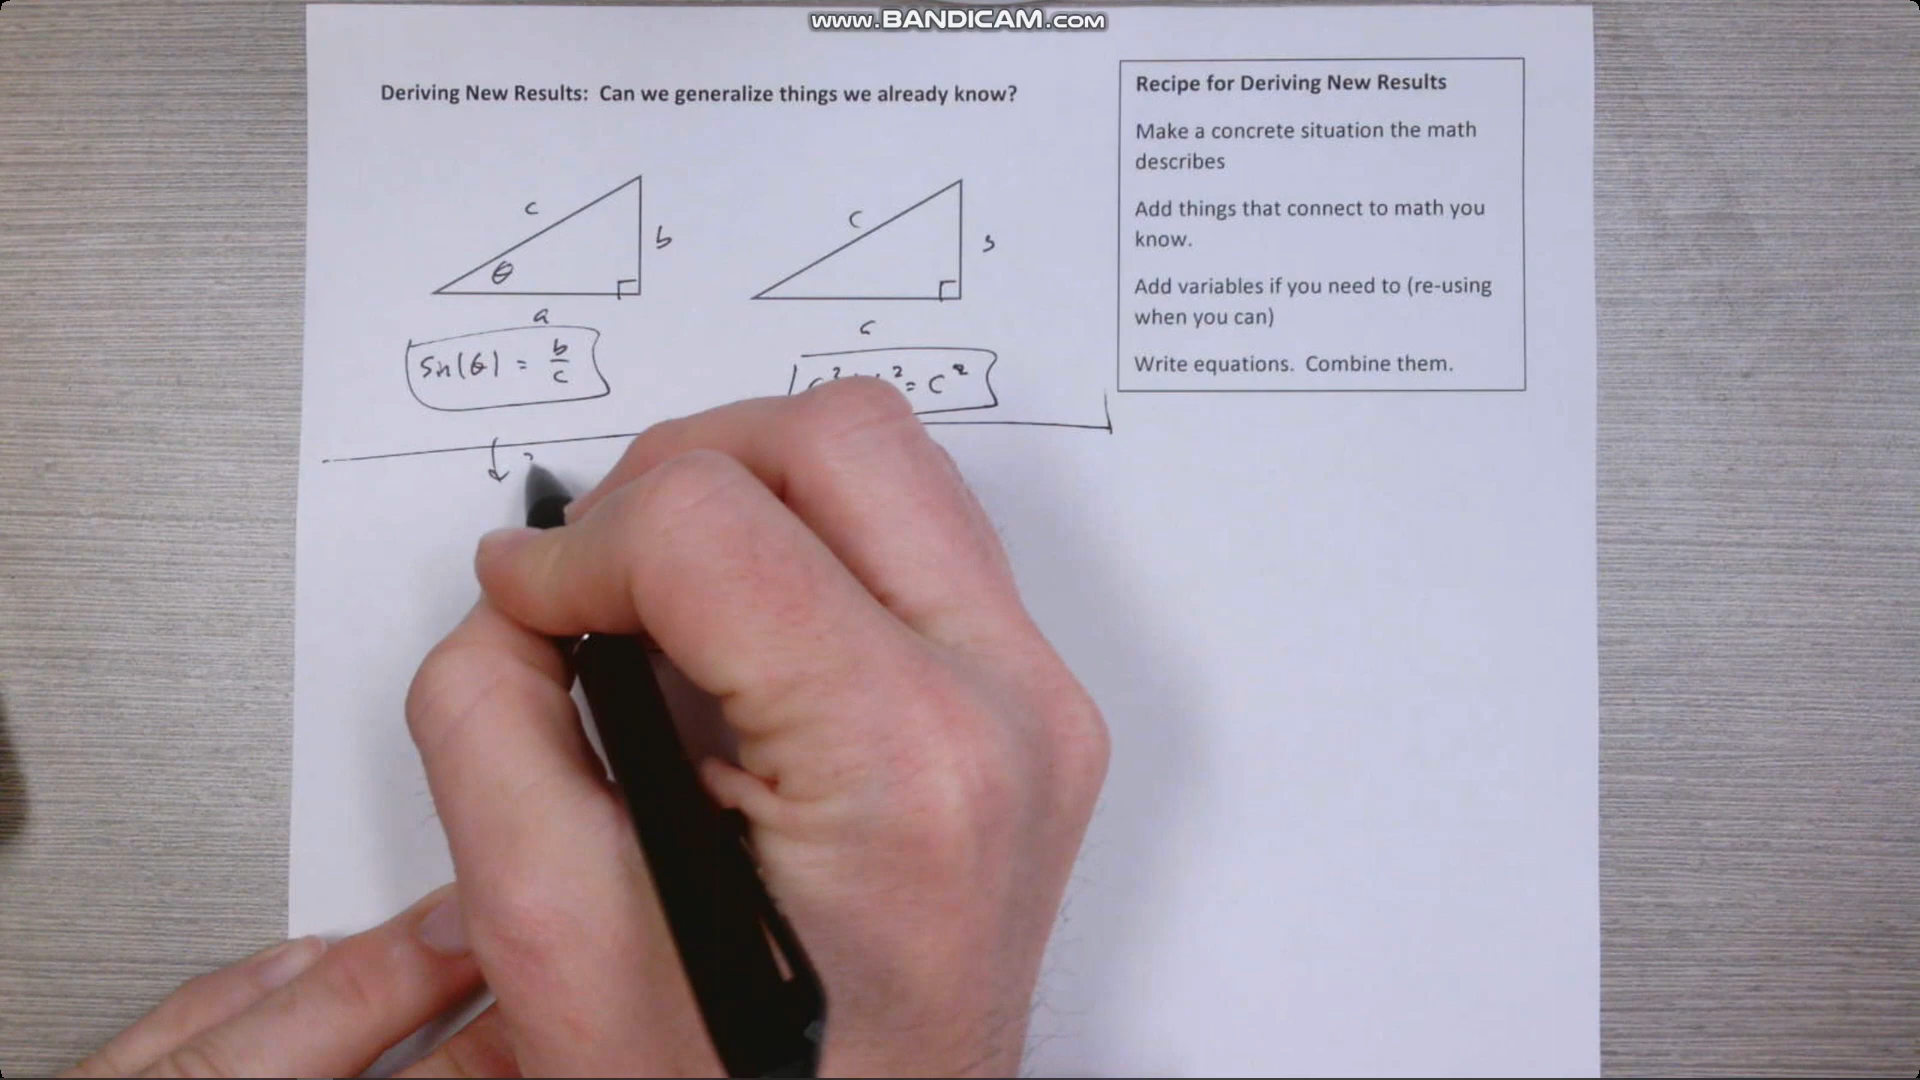 www.BANDICAM.com
Deriving New Results: Can we generalize things we already know?
c
b
θ
a
sin(θ) = b/c
c
= c²
Recipe for Deriving New Results
Make a concrete situation the math
describes
Add things that connect to math you
know.
Add variables if you need to (re-using
when you can)
Write equations. Combine them.